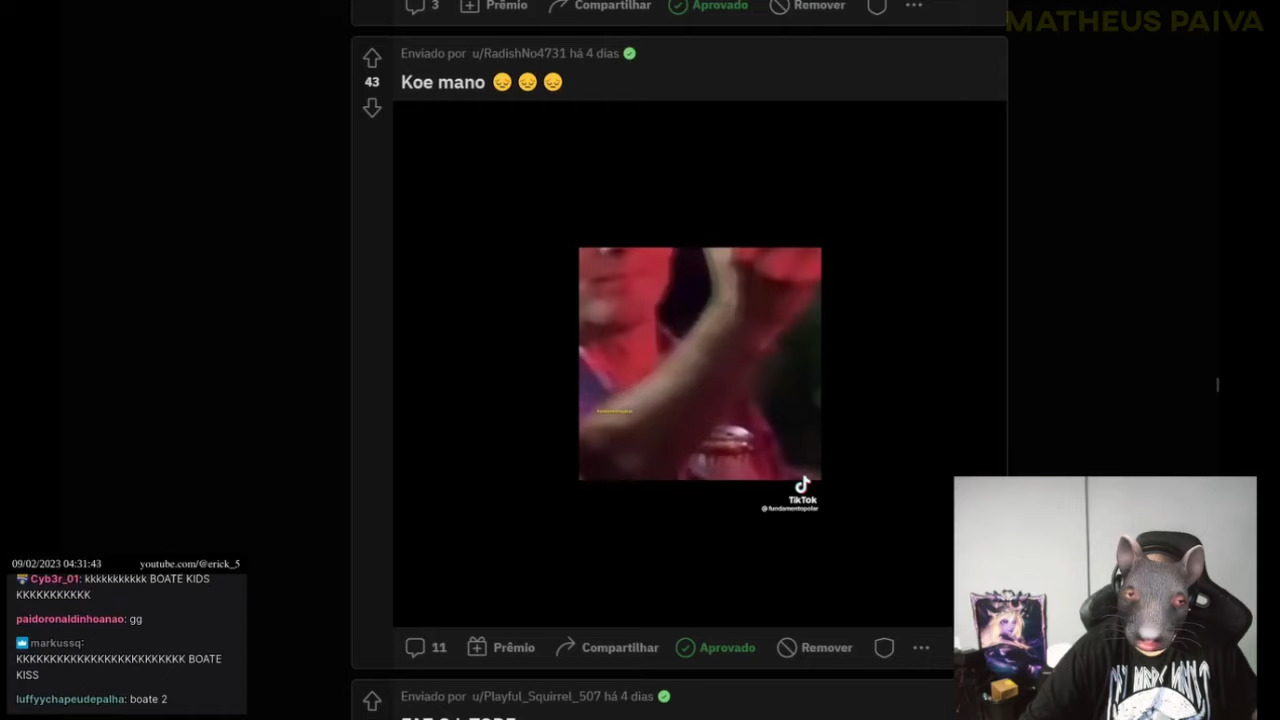 3 Prêmio Compartilhar Aprovado Remover
MATHEUS PAIVA
Enviado por u/RadishNo4731 há 4 dias
43
Koe mano 😔 😔 😔
TikTok
@fundamentopolar
11 Prêmio Compartilhar Aprovado Remover
Enviado por u/Playful_Squirrel_507 há 4 dias
09/02/2023 04:31:43 youtube.com/@erick_5
Cyb3r_01: kkkkkkkkkkk BOATE KIDS
KKKKKKKKKKK
paidoronaldinhoanao: gg
markussq:
KKKKKKKKKKKKKKKKKKKKKKKKK BOATE
KISS
luffyychapeudepalha: boate 2